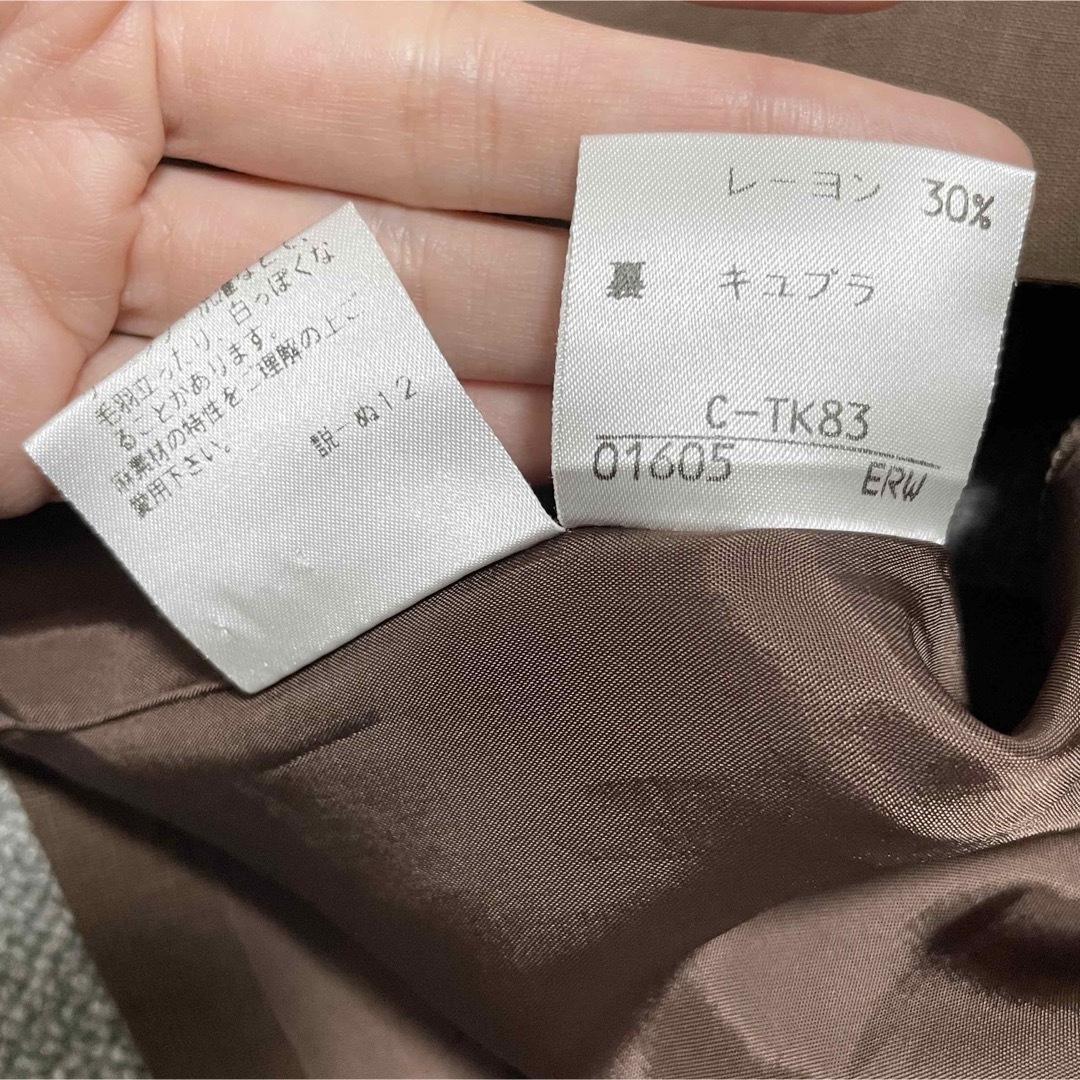 毛羽立ったり、白っぽくな
ることがあります。
麻素材の特性をご理解の上ご
愛用下さい。
説-ぬ12
レーヨン 30%
裏 キュプラ
C-TK83
01605 ERW